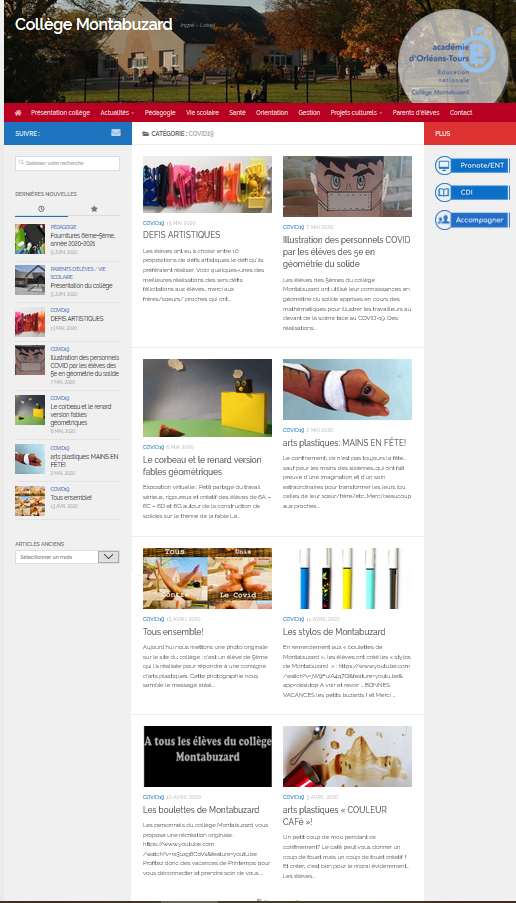 Collège Montabuzard
Ingré - Loiret
académie
d'Orléans-Tours
Éducation
nationale
Collège Montabuzard
Présentation collège
Actualités
Pédagogie
Vie scolaire
Santé
Orientation
Gestion
Projets culturels
Parents d'élèves
Contact
SUIVRE :
CATÉGORIE : COVID19
PLUS
Saisissez votre recherche
DERNIÈRES NOUVELLES
PÉDAGOGIE
Fournitures 6ème-5ème,
année 2020-2021
PARENTS D'ÉLÈVES / VIE
SCOLAIRE
Présentation du collège
COVID19
DEFIS ARTISTIQUES
13 MAI, 2020
COVID19
Illustration des personnels
COVID par les élèves des
5e en géométrie du solide
7 MAI, 2020
COVID19
Le corbeau et le renard
version vers fables
géométriques
6 MAI, 2020
COVID19
arts plastiques: MAINS EN
FÊTE!
2 MAI, 2020
COVID19
Tous ensemble!
13 AVR, 2020
ARTICLES ANCIENS
Sélectionner un mois
COVID19 13 MAI 2020
DEFIS ARTISTIQUES
Les élèves ont eu à choisir entre 10
propositions de défis artistiques le défi qu'ils
préféraient réaliser. Voici quelques-unes des
meilleures réalisations des 1ers défis.
félicitations aux élèves, merci aux
frères/soeurs/ proches qui ont...
COVID19 7 MAI 2020
Illustration des personnels COVID
par les élèves des 5e en
géométrie du solide
Les élèves des 5èmes du collège
Montabuzard ont utilisé leur connaissances en
géométrie du solide apprises en cours des
mathématiques pour illustrer les travailleurs au
devant de la scène face au COVID-19. Des
réalisations...
COVID19 6 MAI 2020
Le corbeau et le renard version
fables géométriques
Exposition virtuelle : Petit partage du travail
sérieux, rigoureux et créatif des élèves de 6A –
6C – 6D et 6G autour de la construction de
solides sur le thème de la fable Le...
COVID19 2 MAI 2020
arts plastiques: MAINS EN FÊTE!
Le confinement, ce n'est pas toujours la fête...
sauf pour les mains des sixièmes,qui ont fait
preuve d'une imagination et d'un soin
extraordinaires pour transformer les leurs (ou
celles de leur sœur/frère/etc..Merci beaucoup
aux proches...
Tous
Unis
Contre
Le Covid
COVID19 13 AVRIL 2020
Tous ensemble!
Aujourd'hui nous mettons une photo originale
sur le site du collège : c'est un élève de 5ème
qui l'a réalisée pour répondre à une consigne
d'arts plastiques. Cette photographie nous
semble le message idéal...
COVID19 10 AVRIL 2020
Les stylos de Montabuzard
En remerciement aux « boulettes de
Montabuzard », les élèves ont créé les « stylos
de Montabuzard » : https://www.youtube.com
app=desktop A voir et revoir ... BONNES
VACANCES les petits buzards ! et Merci ...
A tous les élèves du collège
Montabuzard
COVID19 10 AVRIL 2020
Les boulettes de Montabuzard
Les personnels du collège Montabuzard vous
propose une récréation originale :
https://www.youtube.com
Profitez donc des vacances de Printemps pour
vous déconnecter et prendre soin de vous....
COVID19 3 AVRIL 2020
arts plastiques « COULEUR
CAFé »!
Un petit coup de mou pendant ce
confinement? Le café peut vous donner un
coup de fouet mais un coup de fouet créatif !
Et créer, c'est bon pour le moral évidemment..
Les élèves...
Pronote/ENT
CDI
Accompagner